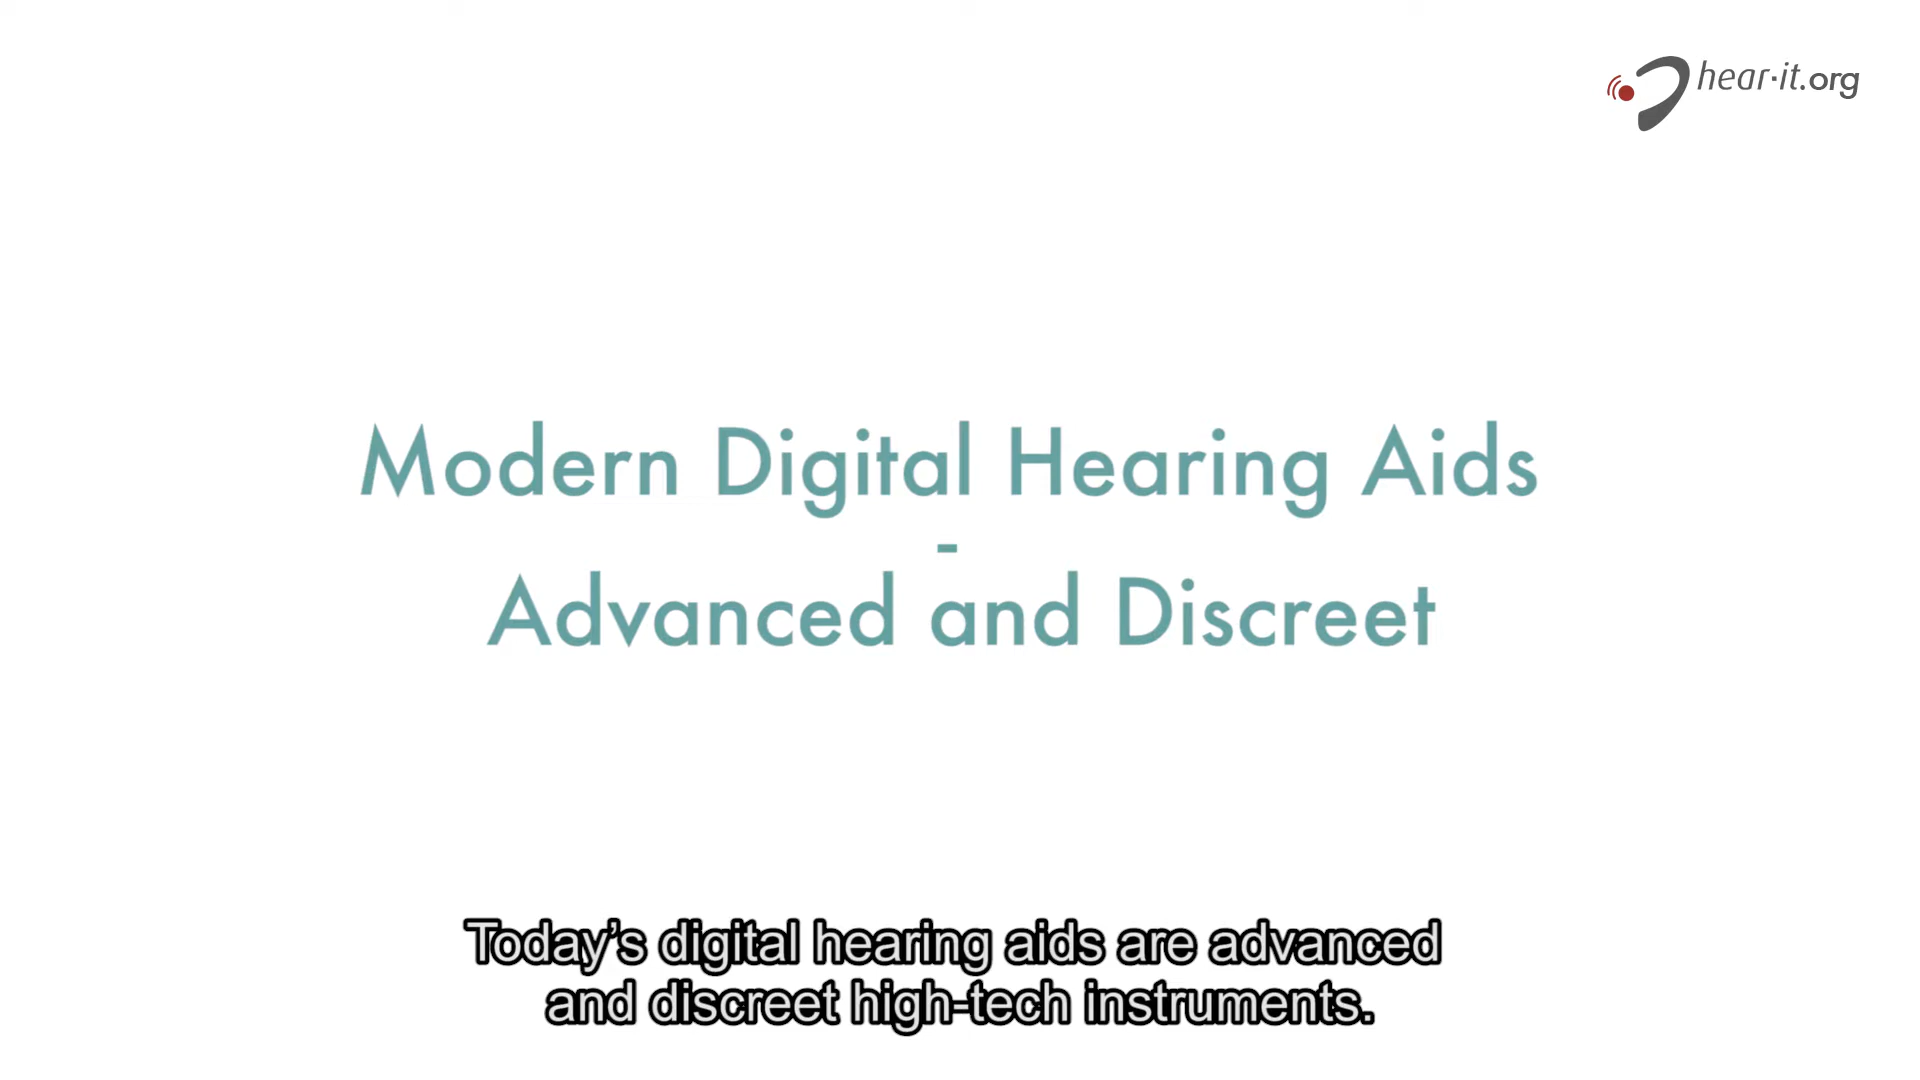 hear-it.org
Modern Digital Hearing Aids
-
Advanced and Discreet
Today’s digital hearing aids are advanced
and discreet high-tech instruments.